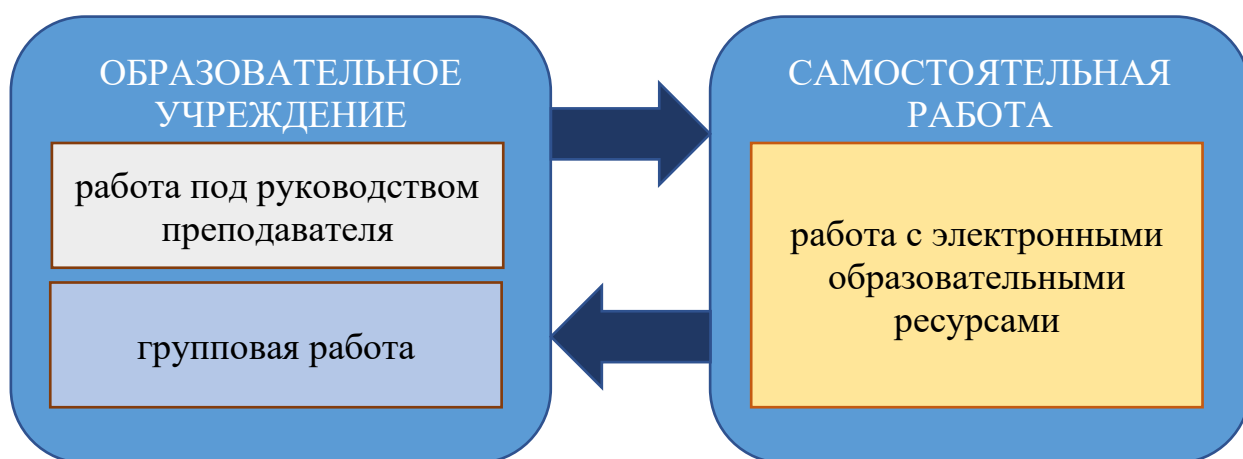 ОБРАЗОВАТЕЛЬНОЕ
УЧРЕЖДЕНИЕ
работа под руководством
преподавателя
групповая работа
САМОСТОЯТЕЛЬНАЯ
РАБОТА
работа с электронными
образовательными
ресурсами